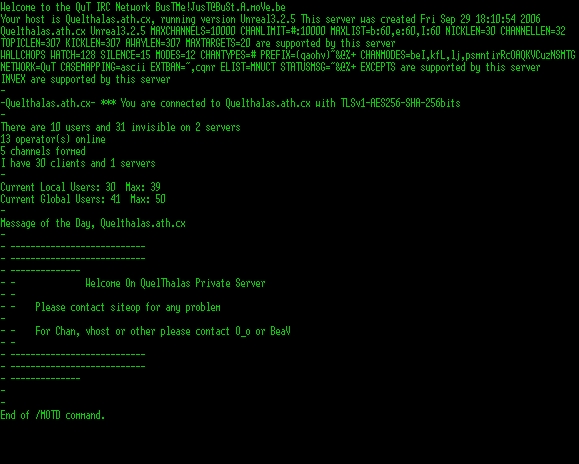 Welcome to the QuT IRC Network BusTMe!JusT@BuSt.A.moVe.be
Your host is Quelthalas.ath.cx, running version Unreal3.2.5 This server was created Fri Sep 29 18:10:54 2006
Quelthalas.ath.cx Unreal3.2.5 MAXCHANNELS=10000 CHANLIMIT=#:10000 MAXLIST=b:60,e:60,I:60 NICKLEN=30 CHANNELLEN=32
TOPICLEN=307 KICKLEN=307 AWAYLEN=307 MAXTARGETS=20 are supported by this server
WALLCHOPS WATCH=128 SILENCE=15 MODES=12 CHANTYPES=# PREFIX=(qaohv)~&@%+ CHANMODES=beI,kfL,lj,psmntirRcOAQKVCuzNSMTG
NETWORK=QuT CASEMAPPING=ascii EXTBAN=~,cqnr ELIST=MNUCT STATUSMSG=~&@%+ EXCEPTS are supported by this server
INVEX are supported by this server
-
-Quelthalas.ath.cx- *** You are connected to Quelthalas.ath.cx with TLSv1-AES256-SHA-256bits
-
There are 10 users and 31 invisible on 2 servers
13 operator(s) online
5 channels formed
I have 30 clients and 1 servers
-
Current Local Users: 30  Max: 39
Current Global Users: 41  Max: 50
-
Message of the Day, Quelthalas.ath.cx
-
- ---------------------------
- ---------------------------
- --------------
- -              Welcome On QuelThalas Private Server
- -
- -    Please contact siteop for any problem
-
- -    For Chan, vhost or other please contact O_o or BeaV
- -
- ---------------------------
- ---------------------------
- --------------
-
-
End of /MOTD command.